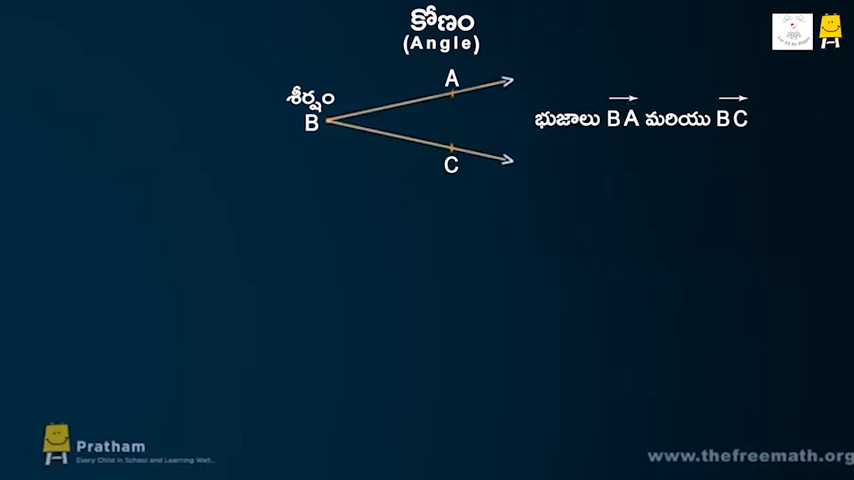 కోణం
(Angle)
A
శీర్షం
B
భుజాలు BA మరియు BC
C
Pratham
Every Child in School and Learning Well..
www.thefreemath.org